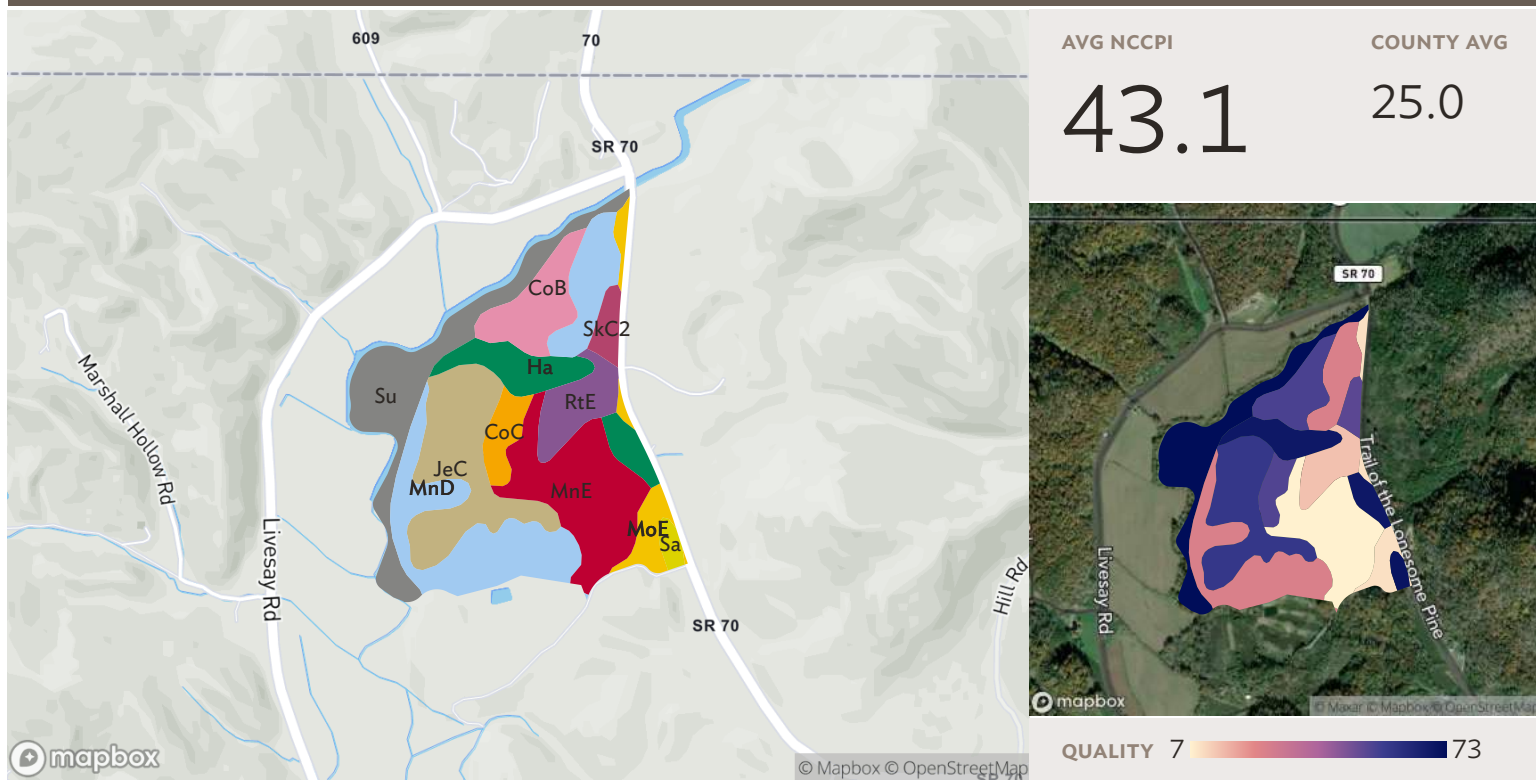 609
70
SR 70
CoB
SkC2
Ha
Su
RtE
CoC
JeC
MnD
MnE
MoE
Sa
Marshall Hollow Rd
Livesay Rd
Hill Rd
SR 70
mapbox
© Mapbox © OpenStreetMap
AVG NCCPI
43.1
COUNTY AVG
25.0
SR 70
Trail of the Lonesome Pine
Livesay Rd
mapbox
© Maxar © Mapbox © OpenStreetMap
QUALITY 7 73